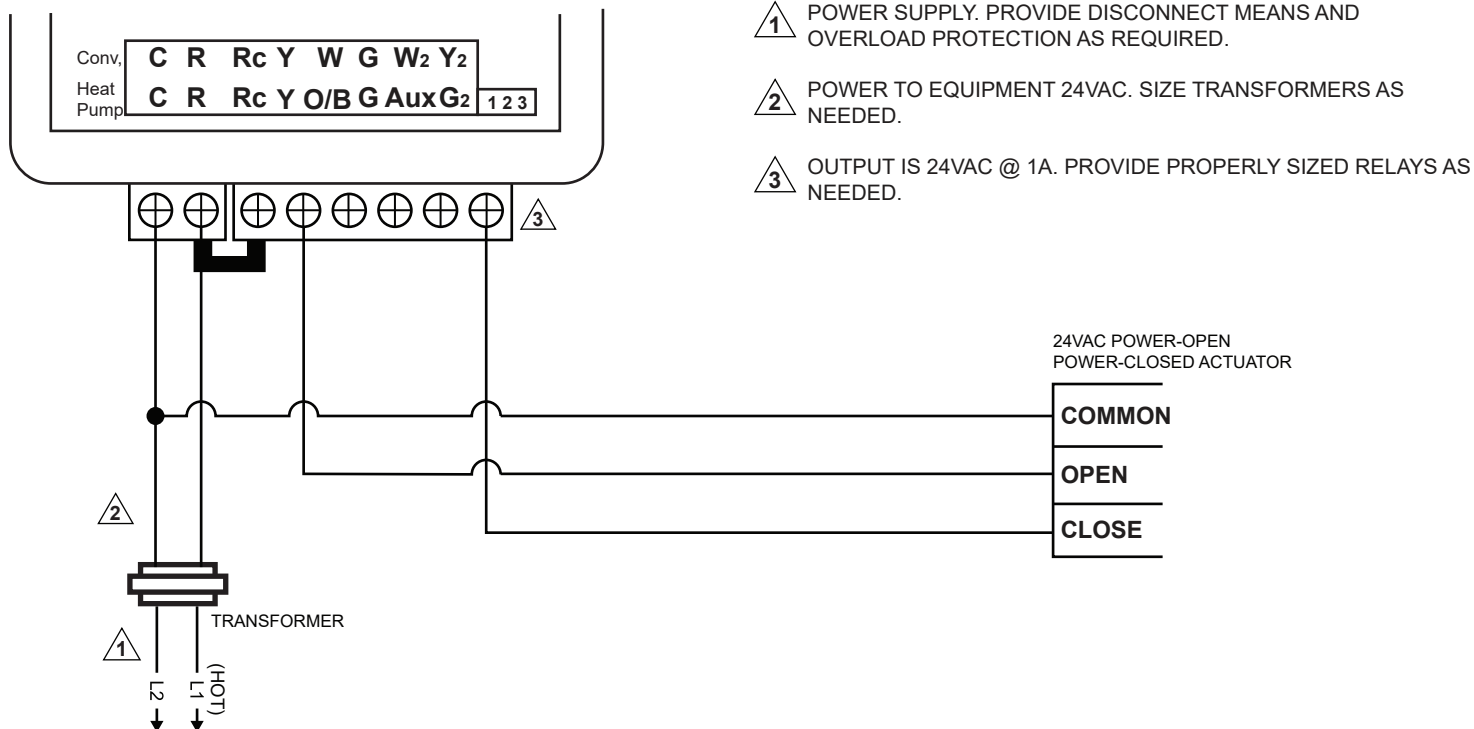 Conv, C R Rc Y W G W2 Y2
Heat
Pump C R Rc Y O/B G Aux G2 1 2 3
1 POWER SUPPLY. PROVIDE DISCONNECT MEANS AND
OVERLOAD PROTECTION AS REQUIRED.
2 POWER TO EQUIPMENT 24VAC. SIZE TRANSFORMERS AS
NEEDED.
3 OUTPUT IS 24VAC @ 1A. PROVIDE PROPERLY SIZED RELAYS AS
NEEDED.
3
24VAC POWER-OPEN
POWER-CLOSED ACTUATOR
COMMON
OPEN
CLOSE
2
TRANSFORMER
1
L2
L1
(HOT)